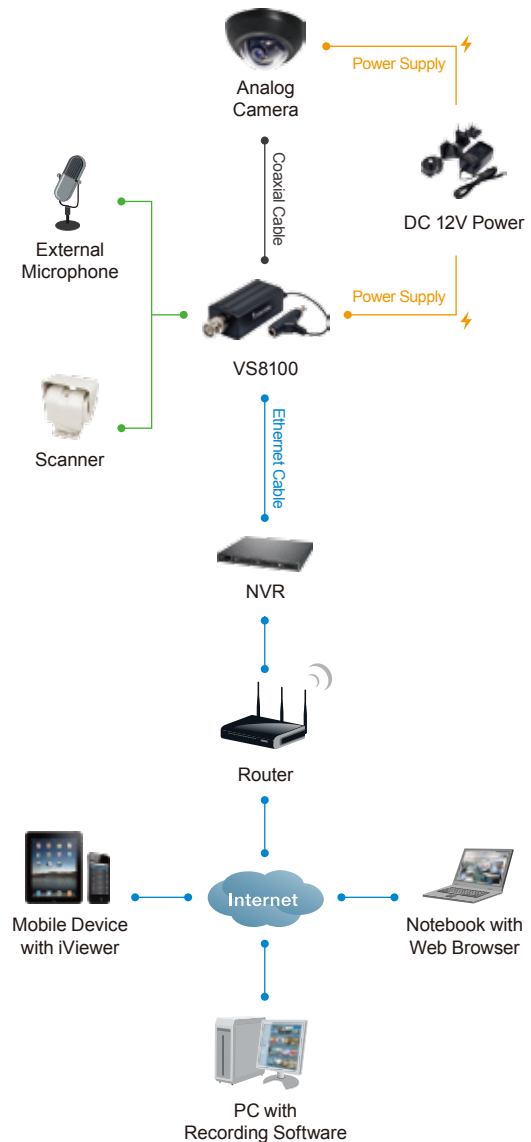 Power Supply
Analog
Camera
Coaxial Cable
DC 12V Power
External
Microphone
Power Supply
VS8100
Ethernet Cable
Scanner
NVR
Router
Internet
Mobile Device
with iViewer
Notebook with
Web Browser
PC with
Recording Software